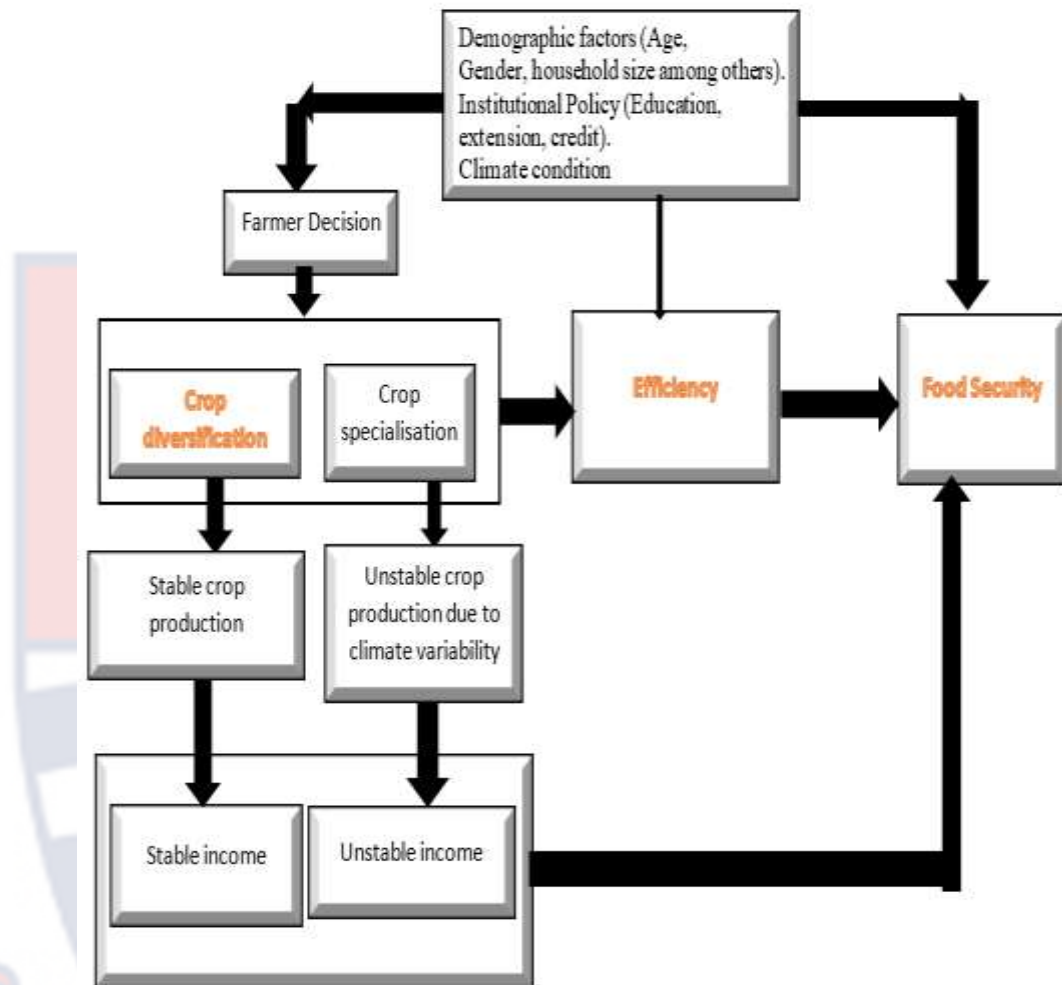 Demographic factors (Age,
Gender, household size among others).
Institutional Policy (Education,
extension, credit).
Climate condition
Farmer Decision
Crop
diversification
Crop
specialisation
Efficiency
Food Security
Stable crop
production
Unstable crop
production due to
climate variability
Stable income
Unstable income